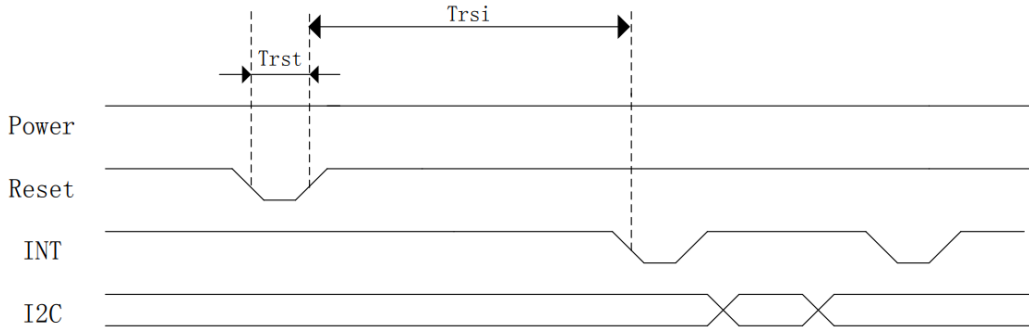 Trsi
Trst
Power
Reset
INT
I2C